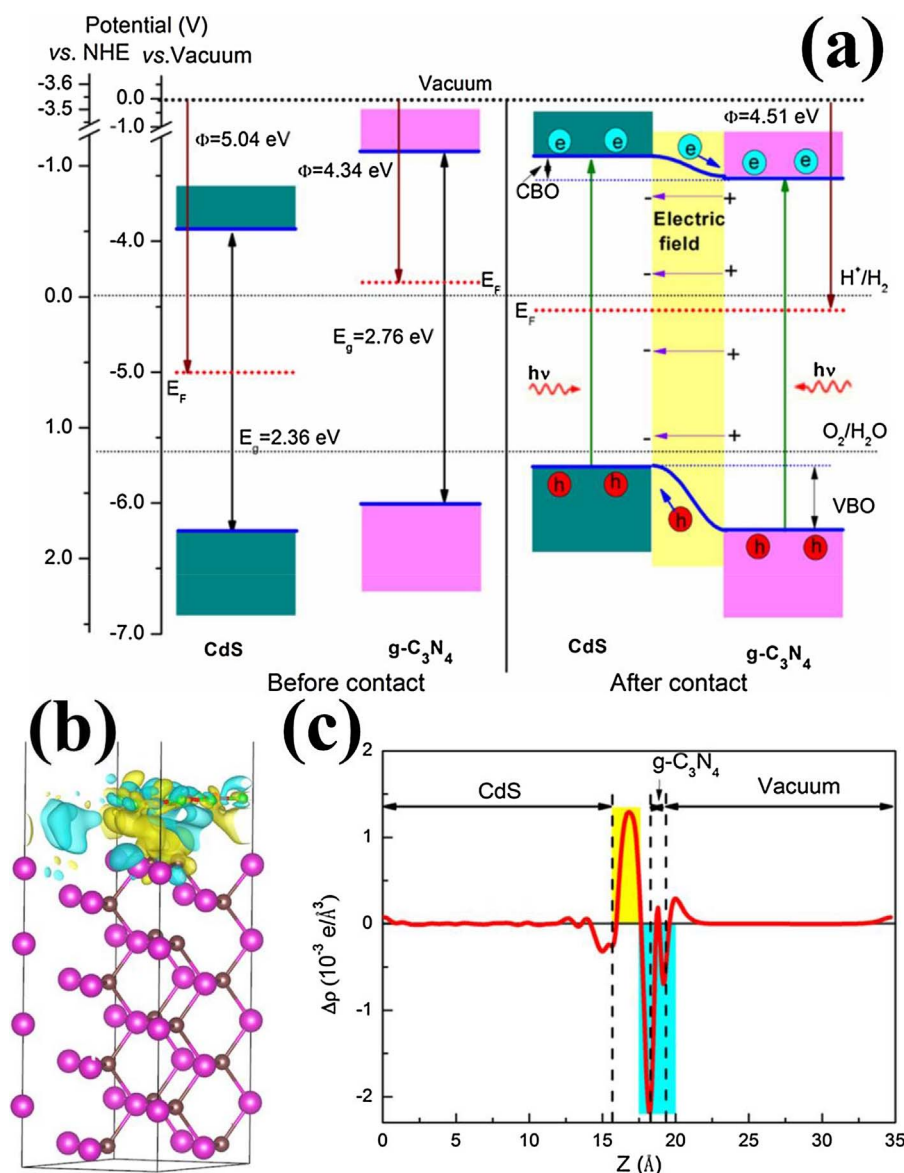 (a)
Potential (V)
vs. NHE vs.Vacuum
-3.6
-3.5
-1.0
0.0
1.0
2.0
0.0
-1.0
-4.0
-5.0
-6.0
-7.0
Vacuum
Φ=5.04 eV
Φ=4.34 eV
E_F
E_F
E_g=2.76 eV
E_g=2.36 eV
CdS
g-C₃N₄
Before contact
Φ=4.51 eV
e e e e e
CBO
- +
Electric
field
- +
H⁺/H₂
E_F
- +
hν hν
- +
O₂/H₂O
h h h h h
VBO
CdS
g-C₃N₄
After contact
(b)
(c)
g-C₃N₄
CdS Vacuum
Δρ (10⁻³ e/Å³)
2
1
0
-1
-2
0 5 10 15 20 25 30 35
Z (Å)